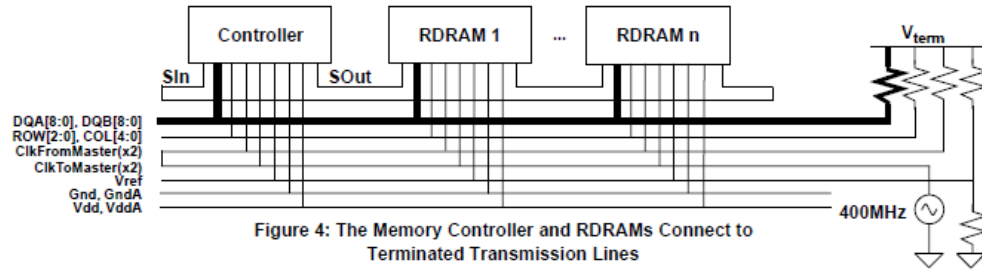 Controller
RDRAM 1
...
RDRAM n
Vterm
SIn
SOut
DQA[8:0], DQB[8:0]
ROW[2:0], COL[4:0]
ClkFromMaster(x2)
ClkToMaster(x2)
Vref
Gnd, GndA
Vdd, VddA
400MHz
Figure 4: The Memory Controller and RDRAMs Connect to
Terminated Transmission Lines